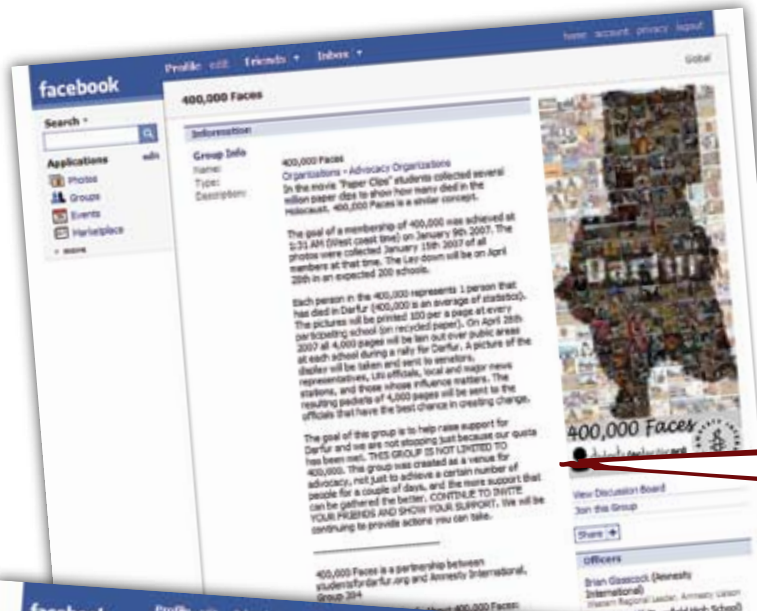 facebook
Profile edit Friends Inbox
home account privacy logout
Search
Applications edit
Photos
Groups
Events
Marketplace
more
400,000 Faces
Global
Information
Group Info
Name: 400,000 Faces
Type: Organizations - Advocacy Organizations
Description: In the movie "Paper Clips" students collected several
million paper clips to show how many died in the
Holocaust. 400,000 Faces is a similar concept.
The goal of a membership of 400,000 was achieved at
1:31 AM (West coast time) on January 9th 2007. The
photos were collected January 15th 2007 of all
members at that time. The Lay down will be on April
28th in an expected 200 schools.
Each person in the 400,000 represents 1 person that
has died in Darfur (400,000 is an average of statistics).
The pictures will be printed 100 per a page at every
participating school (on recycled paper). On April 28th
2007 all 4,000 pages will be lain out over public areas
at each school during a rally for Darfur. A picture of the
display will be taken and sent to senators,
representatives, UN officials, local and major news
stations, and those whose influence matters. The
resulting packets of 4,000 pages will be sent to the
officials that have the best chance in creating change.
The goal of this group is to help raise support for
Darfur and we are not stopping just because our quota
has been met. THIS GROUP IS NOT LIMITED TO
400,000. This group was created as a venue for
advocacy, not just to achieve a certain number of
people for a couple of days, and the more support that
can be gathered the better. CONTINUE TO INVITE
YOUR FRIENDS AND SHOW YOUR SUPPORT. We will be
continuing to provide actions you can take.
400,000 Faces is a partnership between
studentsfordarfur.org and Amnesty International,
Group 394
400,000 Faces:
Darfur
400,000 Faces
View Discussion Board
Join this Group
Share +
Officers
Brian Glasscock (Amnesty
International)
Regional Leader, Amnesty Liaison
High School)
facebook
Profile